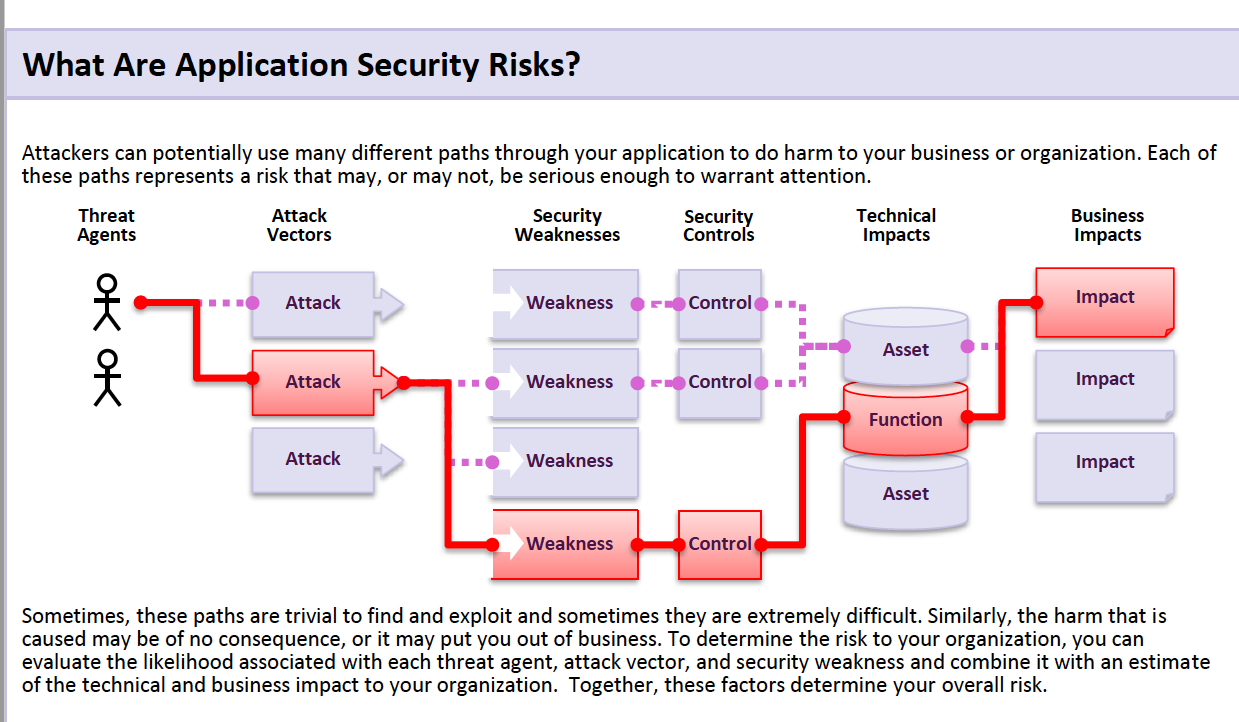 What Are Application Security Risks?
Attackers can potentially use many different paths through your application to do harm to your business or organization. Each of
these paths represents a risk that may, or may not, be serious enough to warrant attention.
Threat
Agents
Attack
Vectors
Security
Weaknesses
Security
Controls
Technical
Impacts
Business
Impacts
Attack
Attack
Attack
Weakness
Weakness
Weakness
Weakness
Control
Control
Control
Asset
Function
Asset
Impact
Impact
Impact
Sometimes, these paths are trivial to find and exploit and sometimes they are extremely difficult. Similarly, the harm that is
caused may be of no consequence, or it may put you out of business. To determine the risk to your organization, you can
evaluate the likelihood associated with each threat agent, attack vector, and security weakness and combine it with an estimate
of the technical and business impact to your organization.  Together, these factors determine your overall risk.